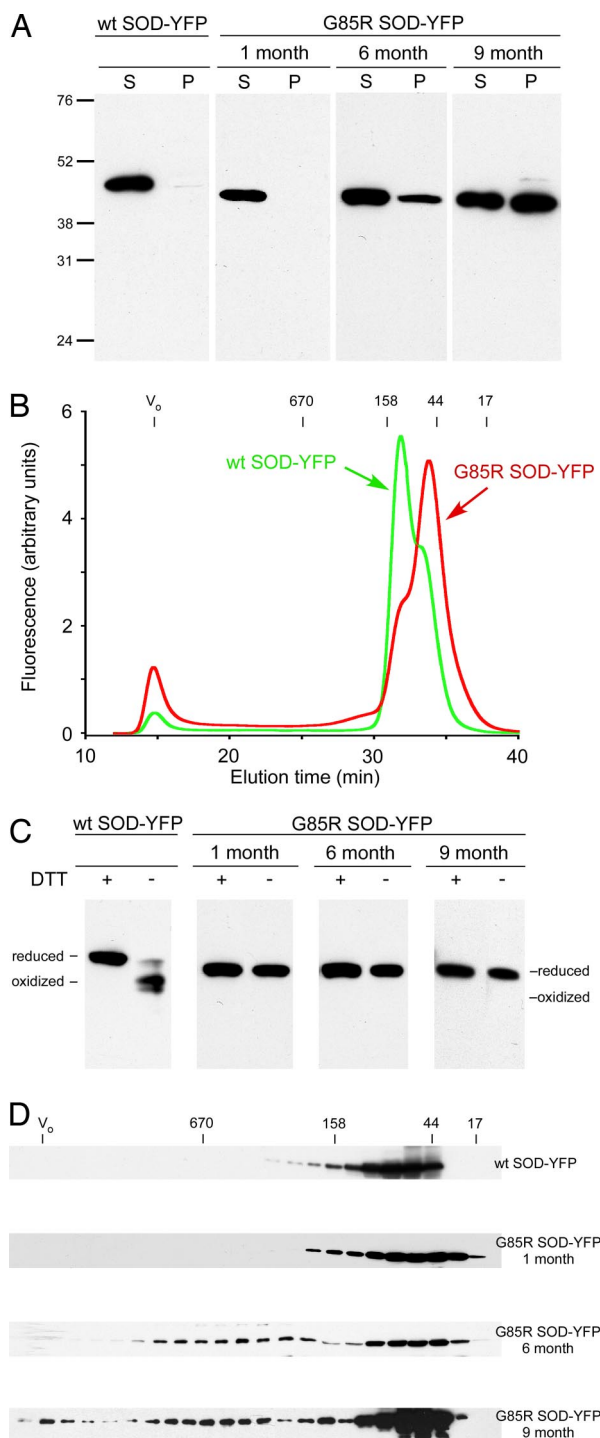 A
wt SOD-YFP
G85R SOD-YFP
1 month
6 month
9 month
S P S P S P S P
76
52
38
31
24
B
Vo 670 158 44 17
6
4
2
0
Fluorescence (arbitrary units)
wt SOD-YFP
G85R SOD-YFP
10 20 30 40
Elution time (min)
C
wt SOD-YFP
G85R SOD-YFP
1 month
6 month
9 month
DTT + - + - + - + -
reduced –
oxidized –
–reduced
–oxidized
D
Vo 670 158 44 17
wt SOD-YFP
G85R SOD-YFP
1 month
G85R SOD-YFP
6 month
G85R SOD-YFP
9 month